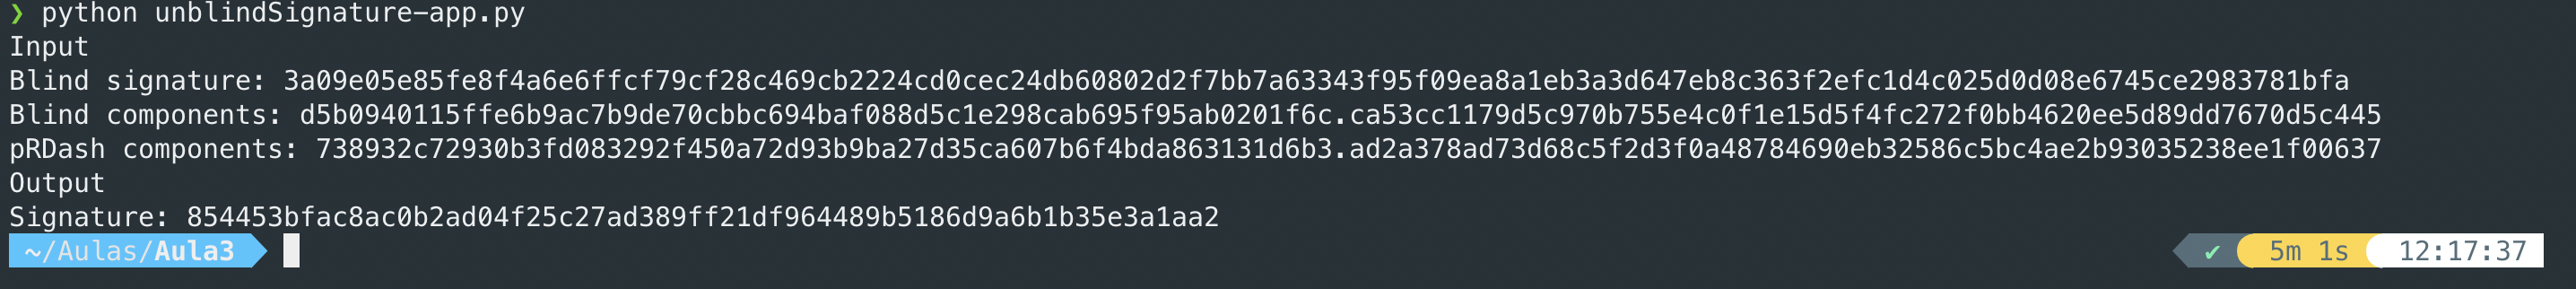 ❯ python unblindSignature-app.py
Input
Blind signature: 3a09e05e85fe8f4a6e6ffcf79cf28c469cb2224cd0cec24db60802d2f7bb7a63343f95f09ea8a1eb3a3d647eb8c363f2efc1d4c025d0d08e6745ce2983781bfa
Blind components: d5b0940115ffe6b9ac7b9de70cbbc694baf088d5c1e298cab695f95ab0201f6c.ca53cc1179d5c970b755e4c0f1e15d5f4fc272f0bb4620ee5d89dd7670d5c445
pRDash components: 738932c72930b3fd083292f450a72d93b9ba27d35ca607b6f4bda863131d6b3.ad2a378ad73d68c5f2d3f0a48784690eb32586c5bc4ae2b93035238ee1f00637
Output
Signature: 854453bfac8ac0b2ad04f25c27ad389ff21df964489b5186d9a6b1b35e3a1aa2
~/Aulas/Aula3 ✔ 5m 1s 12:17:37